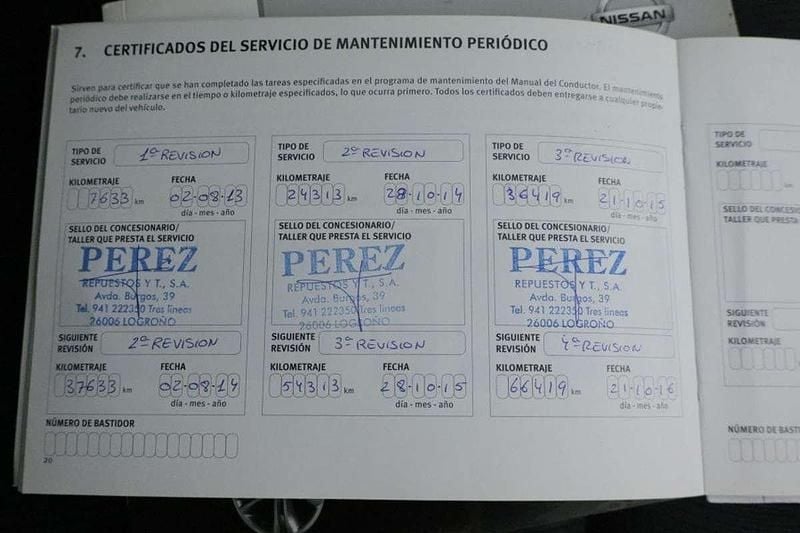 NISSAN
7. CERTIFICADOS DEL SERVICIO DE MANTENIMIENTO PERIÓDICO
Sirven para certificar que se han completado las tareas especificadas en el programa de mantenimiento del Manual del Conductor. El mantenimiento
periódico debe realizarse en el tiempo o kilometraje especificados, lo que ocurra primero. Todos los certificados deben entregarse a cualquier propie-
tario nuevo del vehículo.
TIPO DE
SERVICIO
1ª REVISION
KILOMETRAJE FECHA
7633 km 02-08-13
día - mes - año
SELLO DEL CONCESIONARIO/
TALLER QUE PRESTA EL SERVICIO
PEREZ
REPUESTOS Y T., S.A.
Avda. Burgos, 39
Tel. 941 222350 Tres líneas
26006 LOGROÑO
SIGUIENTE
REVISIÓN
2ª REVISION
KILOMETRAJE FECHA
37633 km 02-08-14
día - mes - año
NÚMERO DE BASTIDOR
20
TIPO DE
SERVICIO
2ª REVISION
KILOMETRAJE FECHA
24313 km 28-10-14
día - mes - año
SELLO DEL CONCESIONARIO/
TALLER QUE PRESTA EL SERVICIO
PEREZ
REPUESTOS Y T., S.A.
Avda. Burgos, 39
Tel. 941 222350 Tres líneas
26006 LOGROÑO
SIGUIENTE
REVISIÓN
3ª REVISION
KILOMETRAJE FECHA
54313 km 28-10-15
día - mes - año
TIPO DE
SERVICIO
3ª REVISION
KILOMETRAJE FECHA
36419 km 21-10-15
día - mes - año
SELLO DEL CONCESIONARIO/
TALLER QUE PRESTA EL SERVICIO
PEREZ
REPUESTOS Y T., S.A.
Avda. Burgos, 39
Tel. 941 222350 Tres líneas
26006 LOGROÑO
SIGUIENTE
REVISIÓN
4ª REVISION
KILOMETRAJE FECHA
66419 km 21-10-16
día - mes - año
TIPO DE
SERVICIO
KILOMETRAJE
km
SELLO DEL
TALLER QUE PRESTA
SIGUIENTE
REVISIÓN
KILOMETRAJE
km
NÚMERO DE